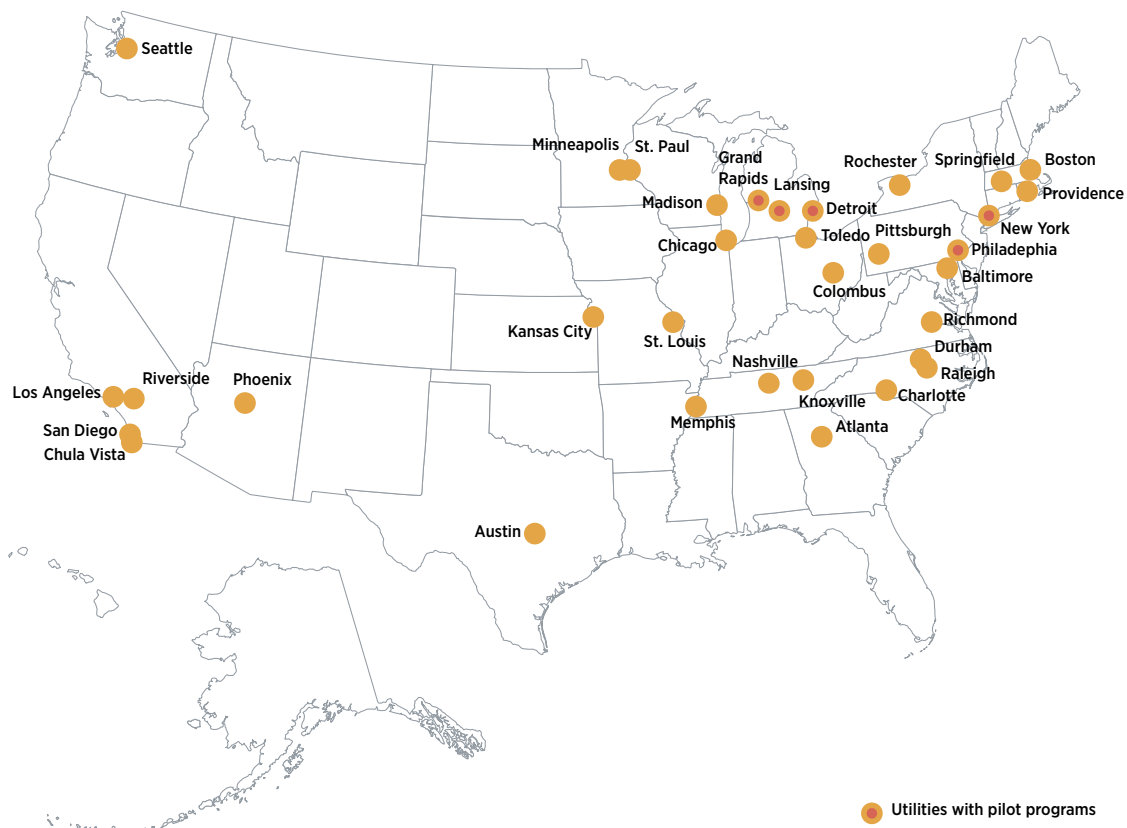 Seattle
Minneapolis
St. Paul
Grand
Rapids
Lansing
Rochester
Springfield
Boston
Madison
Detroit
Providence
Chicago
Toledo
Pittsburgh
New York
Philadephia
Baltimore
Colombus
Kansas City
St. Louis
Richmond
Durham
Nashville
Raleigh
Los Angeles
Riverside
Phoenix
Knoxville
Charlotte
Memphis
Atlanta
San Diego
Chula Vista
Austin
Utilities with pilot programs